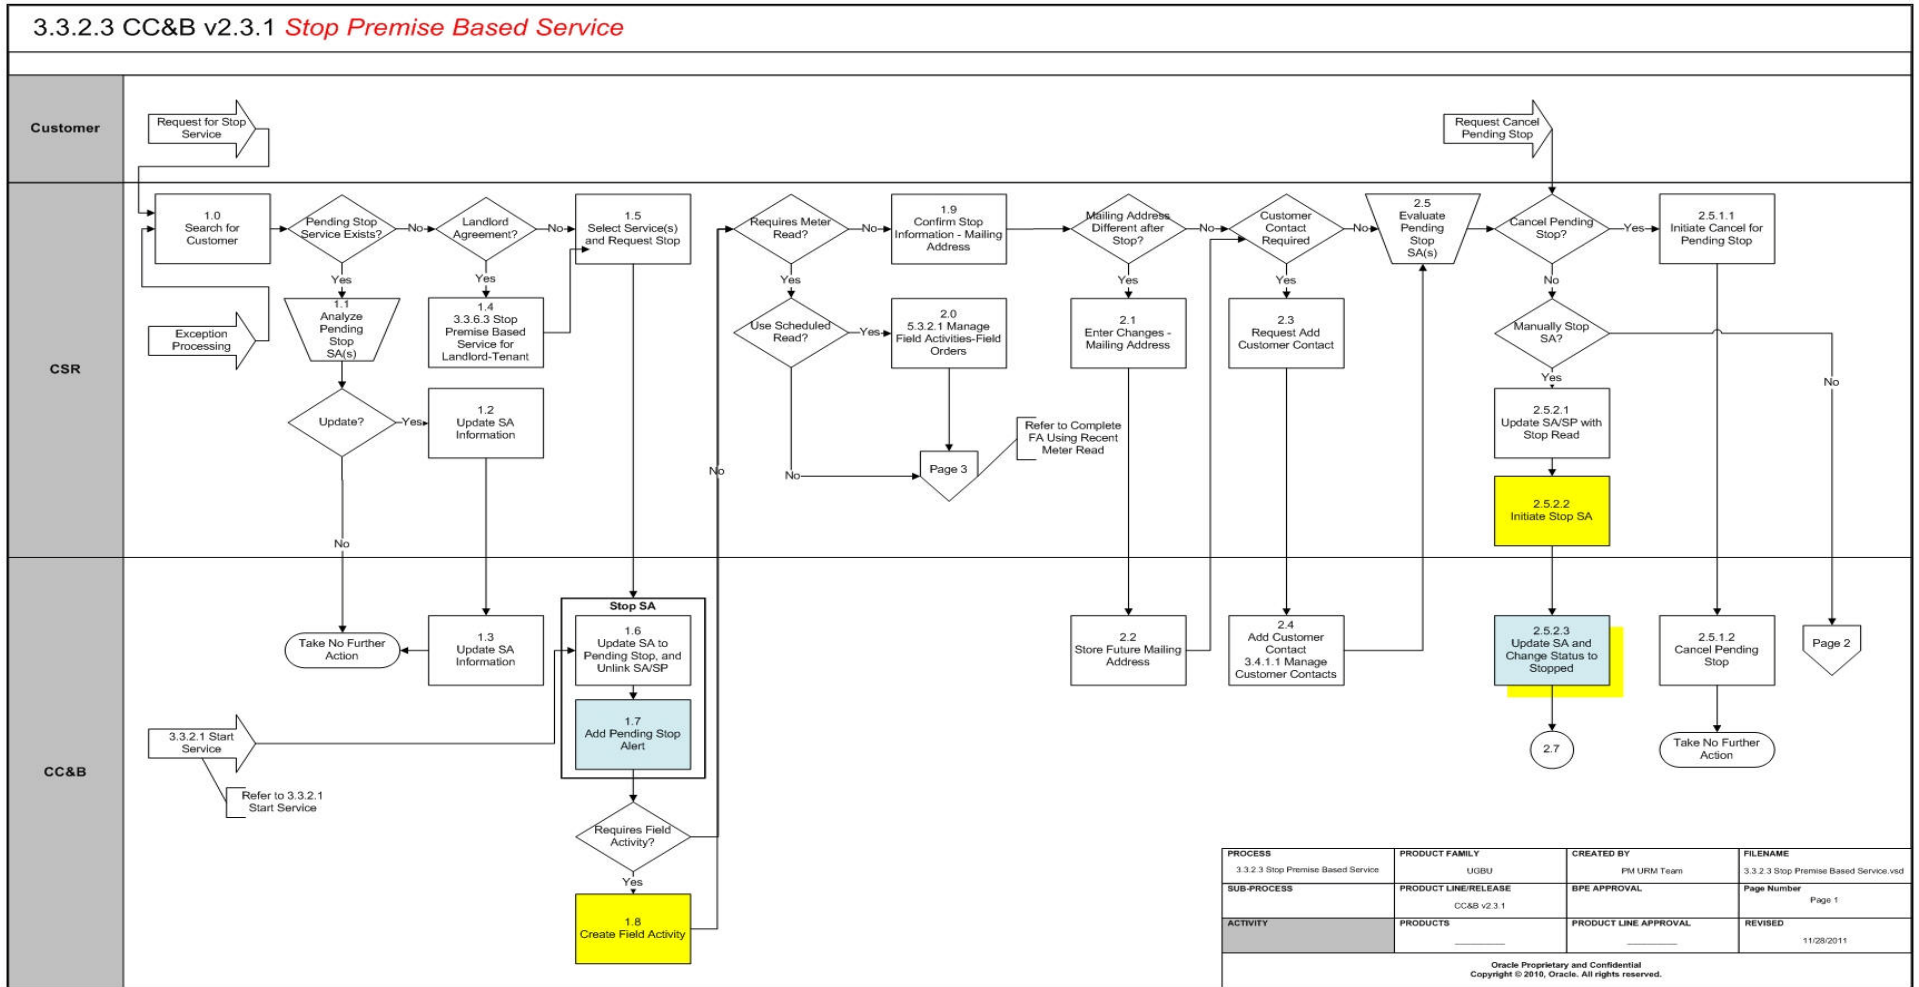 3.3.2.3 CC&B v2.3.1 Stop Premise Based Service
Customer
Request for Stop
Service
Request Cancel
Pending Stop
CSR
1.0
Search for
Customer
Pending Stop
Service Exists?
No
Landlord
Agreement?
No
1.5
Select Service(s)
and Request Stop
Requires Meter
Read?
No
1.9
Confirm Stop
Information - Mailing
Address
Mailing Address
Different after
Stop?
No
Customer
Contact
Required
No
2.5
Evaluate
Pending
Stop
SA(s)
Cancel Pending
Stop?
Yes
2.5.1.1
Initiate Cancel for
Pending Stop
Yes
Yes
Yes
Yes
Yes
No
Exception
Processing
1.1
Analyze
Pending
Stop
SA(s)
1.4
3.3.6.3 Stop
Premise Based
Service for
Landlord-Tenant
Use Scheduled
Read?
Yes
2.0
5.3.2.1 Manage
Field Activities-Field
Orders
2.1
Enter Changes -
Mailing Address
2.3
Request Add
Customer Contact
Manually Stop
SA?
Yes
No
Update?
Yes
1.2
Update SA
Information
2.5.2.1
Update SA/SP with
Stop Read
No
No
Page 3
Refer to Complete
FA Using Recent
Meter Read
2.5.2.2
Initiate Stop SA
No
CC&B
Take No Further
Action
1.3
Update SA
Information
Stop SA
1.6
Update SA to
Pending Stop, and
Unlink SA/SP
1.7
Add Pending Stop
Alert
2.2
Store Future Mailing
Address
2.4
Add Customer
Contact
3.4.1.1 Manage
Customer Contacts
2.5.2.3
Update SA and
Change Status to
Stopped
2.5.1.2
Cancel Pending
Stop
Page 2
3.3.2.1 Start
Service
Refer to 3.3.2.1
Start Service
2.7
Take No Further
Action
Requires Field
Activity?
Yes
1.8
Create Field Activity
PROCESS
3.3.2.3 Stop Premise Based Service
PRODUCT FAMILY
UGBU
CREATED BY
PM URM Team
FILENAME
3.3.2.3 Stop Premise Based Service.vsd
SUB-PROCESS
PRODUCT LINE/RELEASE
CC&B v2.3.1
BPE APPROVAL
Page Number
Page 1
ACTIVITY
PRODUCTS
PRODUCT LINE APPROVAL
REVISED
11/28/2011
Oracle Proprietary and Confidential
Copyright © 2010, Oracle. All rights reserved.